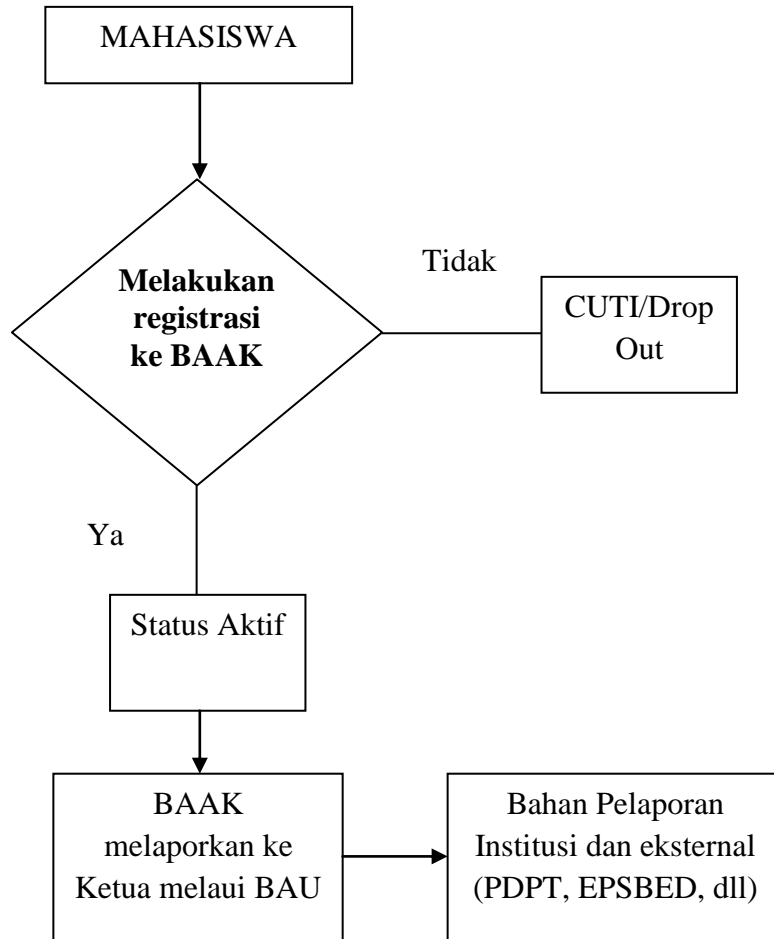 MAHASISWA
Melakukan
registrasi
ke BAAK
Tidak
CUTI/Drop
Out
Ya
Status Aktif
BAAK
melaporkan ke
Ketua melaui BAU
Bahan Pelaporan
Institusi dan eksternal
(PDPT, EPSBED, dll)